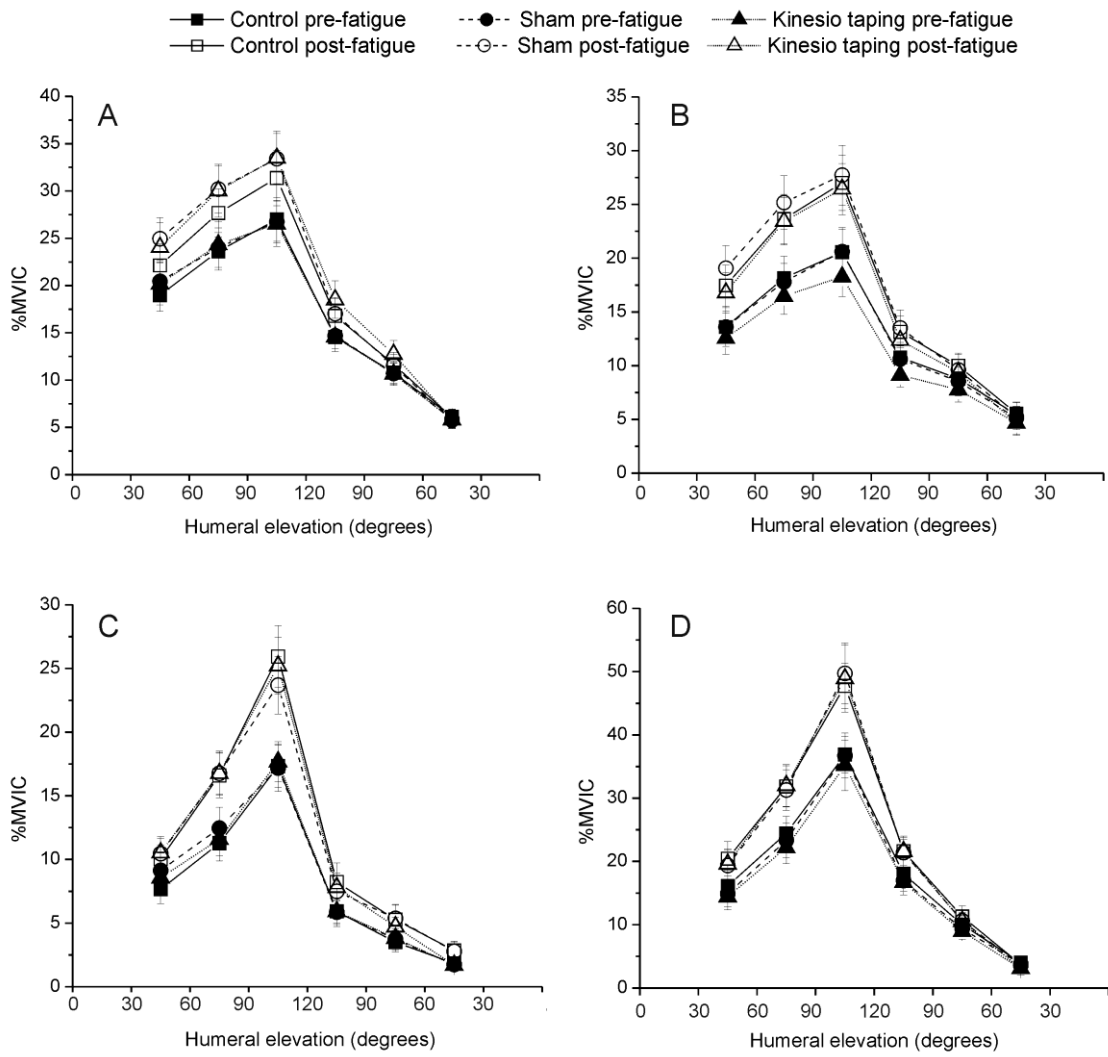 Control pre-fatigue Sham pre-fatigue Kinesio taping pre-fatigue
Control post-fatigue Sham post-fatigue Kinesio taping post-fatigue
A
40
35
30
25
20
15
10
5
0
%MVIC
0 30 60 90 120 90 60 30
Humeral elevation (degrees)
B
35
30
25
20
15
10
5
0
%MVIC
0 30 60 90 120 90 60 30
Humeral elevation (degrees)
C
30
25
20
15
10
5
0
%MVIC
0 30 60 90 120 90 60 30
Humeral elevation (degrees)
D
60
50
40
30
20
10
0
%MVIC
0 30 60 90 120 90 60 30
Humeral elevation (degrees)